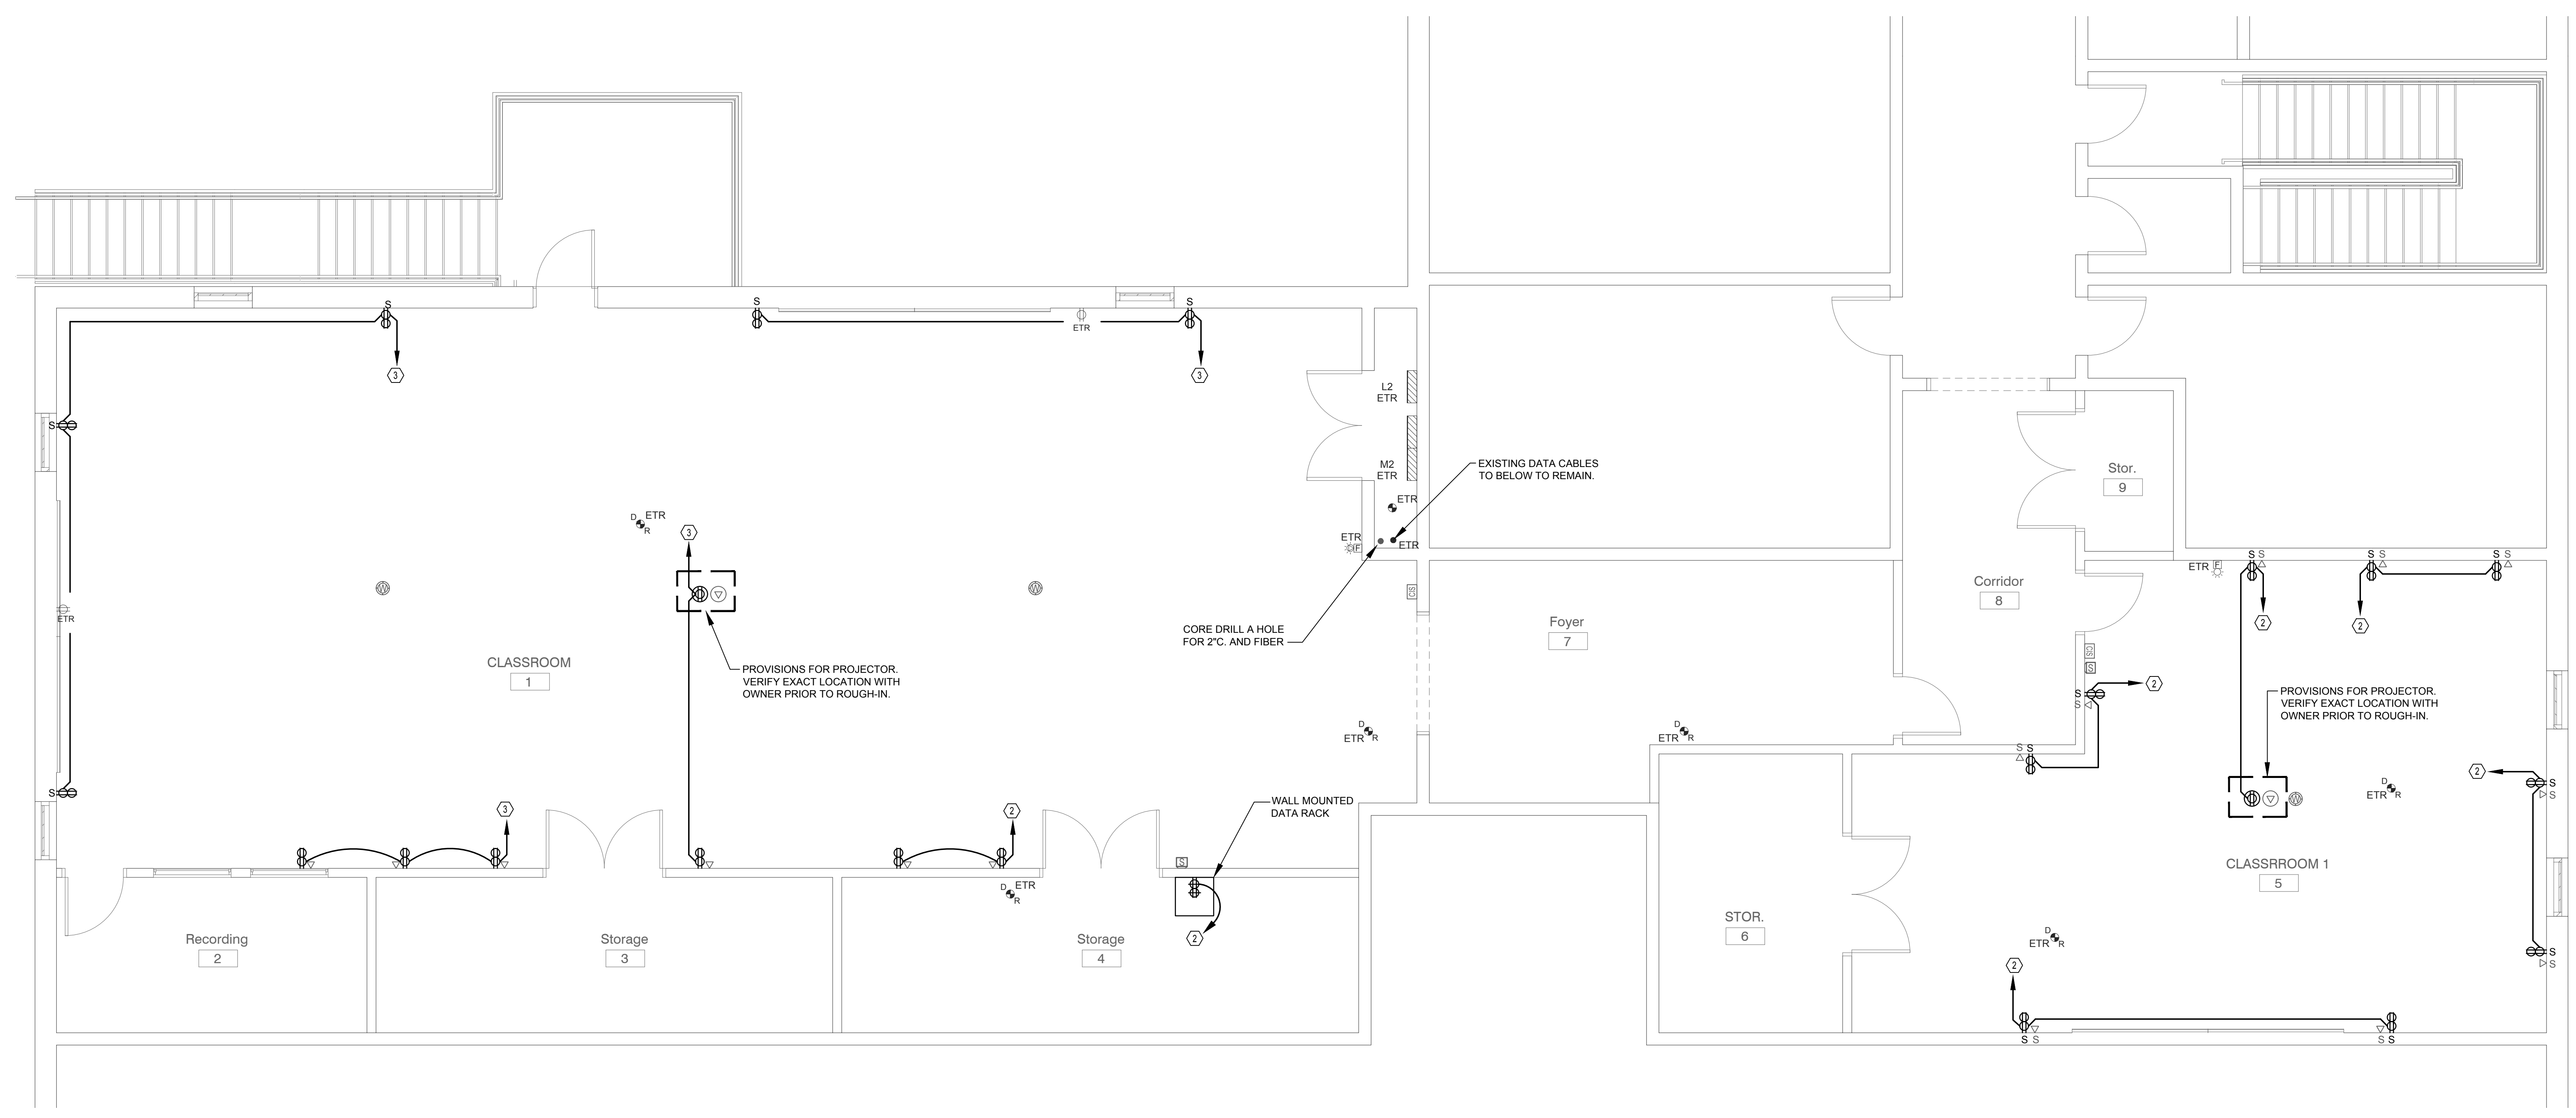 S
S
S
ETR
3
3
L2
ETR
S
M2
ETR
EXISTING DATA CABLES
TO BELOW TO REMAIN.
Stor.
9
ETR
D
ETR
R
3
ETR
F
ETR
S
S
S
S
S
S
ETR
F
W
W
CIS
Corridor
8
ETR
CORE DRILL A HOLE
FOR 2"C. AND FIBER
Foyer
7
2
2
CLASSROOM
1
PROVISIONS FOR PROJECTOR.
VERIFY EXACT LOCATION WITH
OWNER PRIOR TO ROUGH-IN.
CIS
S
2
S
S
PROVISIONS FOR PROJECTOR.
VERIFY EXACT LOCATION WITH
OWNER PRIOR TO ROUGH-IN.
D
ETR
R
D
ETR
R
S
S
2
S
S
D
ETR
R
W
S
3
2
WALL MOUNTED
DATA RACK
S
CLASSRROOM 1
5
D
ETR
R
STOR.
6
Recording
2
Storage
3
Storage
4
2
D
ETR
R
S
S
2
S
S
S
S